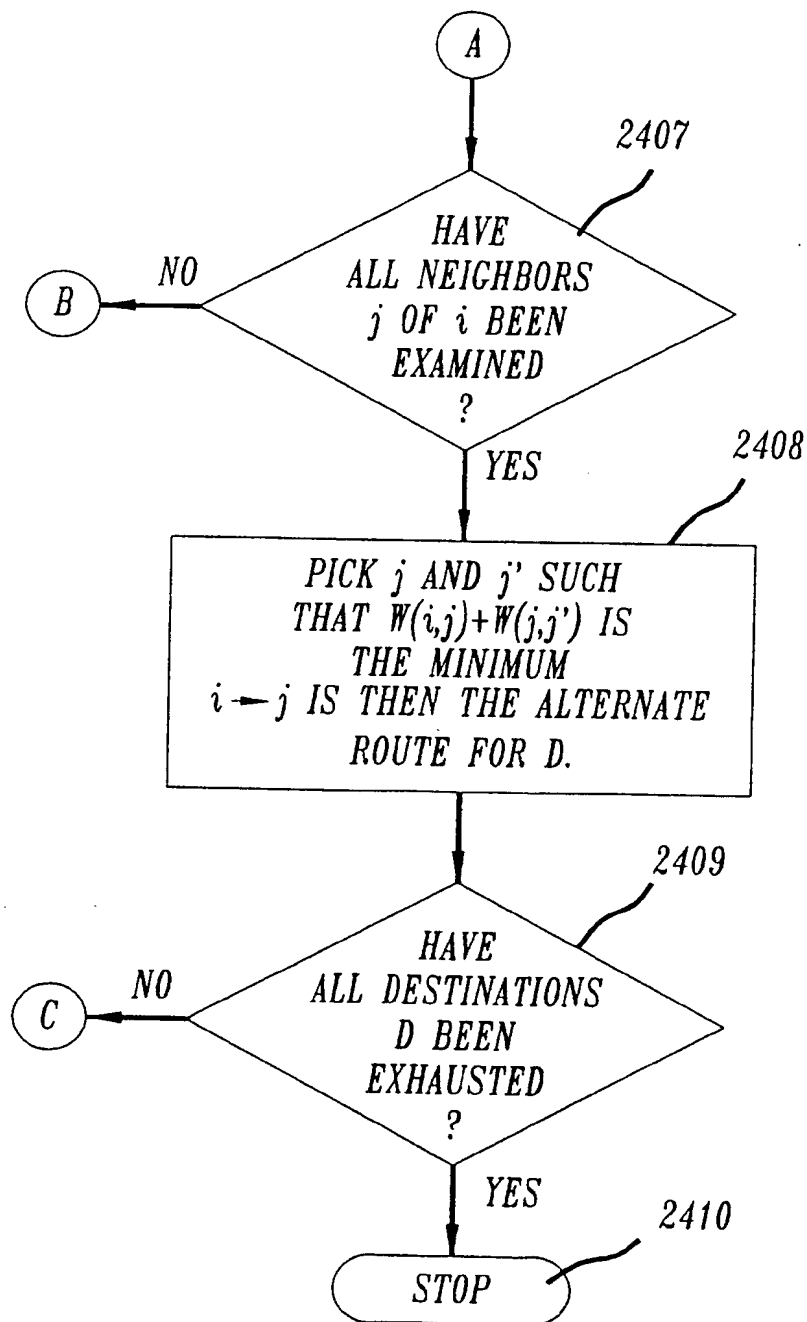 A
2407
HAVE
ALL NEIGHBORS
j OF i BEEN
EXAMINED
?
NO
B
YES
2408
PICK j AND j' SUCH
THAT W(i,j)+W(j,j') IS
THE MINIMUM
i → j IS THEN THE ALTERNATE
ROUTE FOR D.
2409
HAVE
ALL DESTINATIONS
D BEEN
EXHAUSTED
?
NO
C
YES
2410
STOP